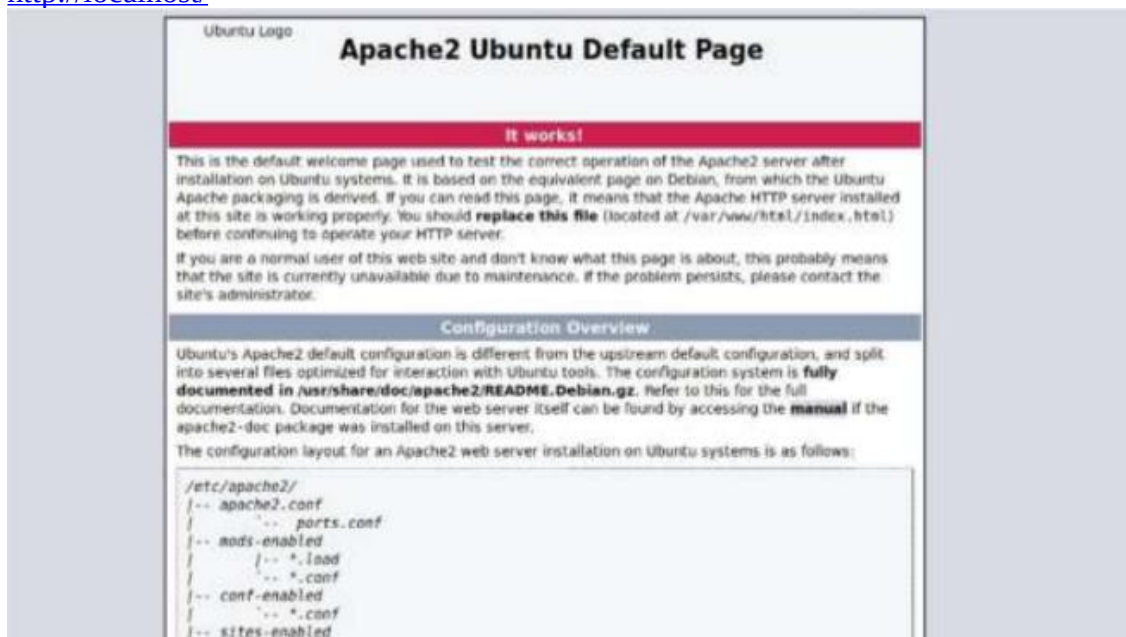 http://localhost/
Ubuntu Logo
Apache2 Ubuntu Default Page
It works!
This is the default welcome page used to test the correct operation of the Apache2 server after
installation on Ubuntu systems. It is based on the equivalent page on Debian, from which the Ubuntu
Apache packaging is derived. If you can read this page, it means that the Apache HTTP server installed
at this site is working properly. You should replace this file (located at /var/www/html/index.html)
before continuing to operate your HTTP server.
If you are a normal user of this web site and don't know what this page is about, this probably means
that the site is currently unavailable due to maintenance. If the problem persists, please contact the
site's administrator.
Configuration Overview
Ubuntu's Apache2 default configuration is different from the upstream default configuration, and split
into several files optimized for interaction with Ubuntu tools. The configuration system is fully
documented in /usr/share/doc/apache2/README.Debian.gz. Refer to this for the full
documentation. Documentation for the web server itself can be found by accessing the manual if the
apache2-doc package was installed on this server.
The configuration layout for an Apache2 web server installation on Ubuntu systems is as follows:
/etc/apache2/
|-- apache2.conf
|       `--  ports.conf
|-- mods-enabled
|       |-- *.load
|       `-- *.conf
|-- conf-enabled
|       `-- *.conf
|-- sites-enabled